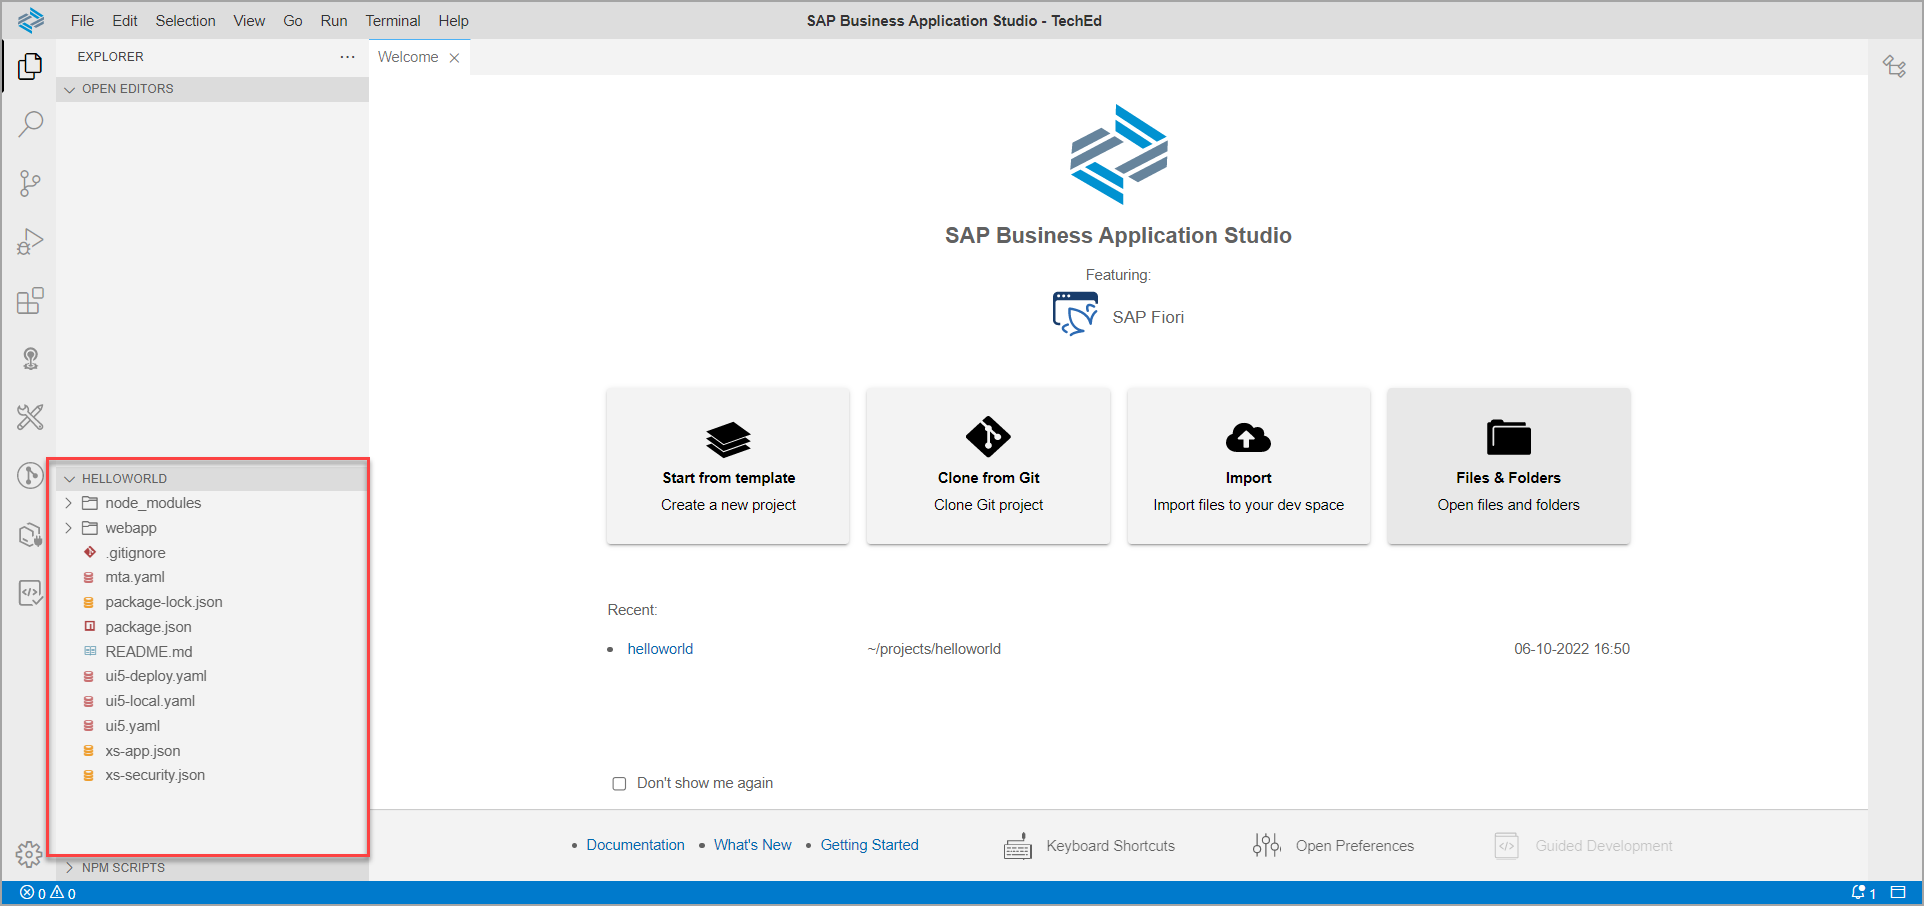 File Edit Selection View Go Run Terminal Help
SAP Business Application Studio - TechEd
EXPLORER
OPEN EDITORS
HELLOWORLD
node_modules
webapp
.gitignore
mta.yaml
package-lock.json
package.json
README.md
ui5-deploy.yaml
ui5-local.yaml
ui5.yaml
xs-app.json
xs-security.json
NPM SCRIPTS
Welcome
SAP Business Application Studio
Featuring:
SAP Fiori
Start from template
Create a new project
Clone from Git
Clone Git project
Import
Import files to your dev space
Files & Folders
Open files and folders
Recent:
helloworld ~/projects/helloworld 06-10-2022 16:50
Don't show me again
Documentation What's New Getting Started Keyboard Shortcuts Open Preferences Guided Development
0 0 1